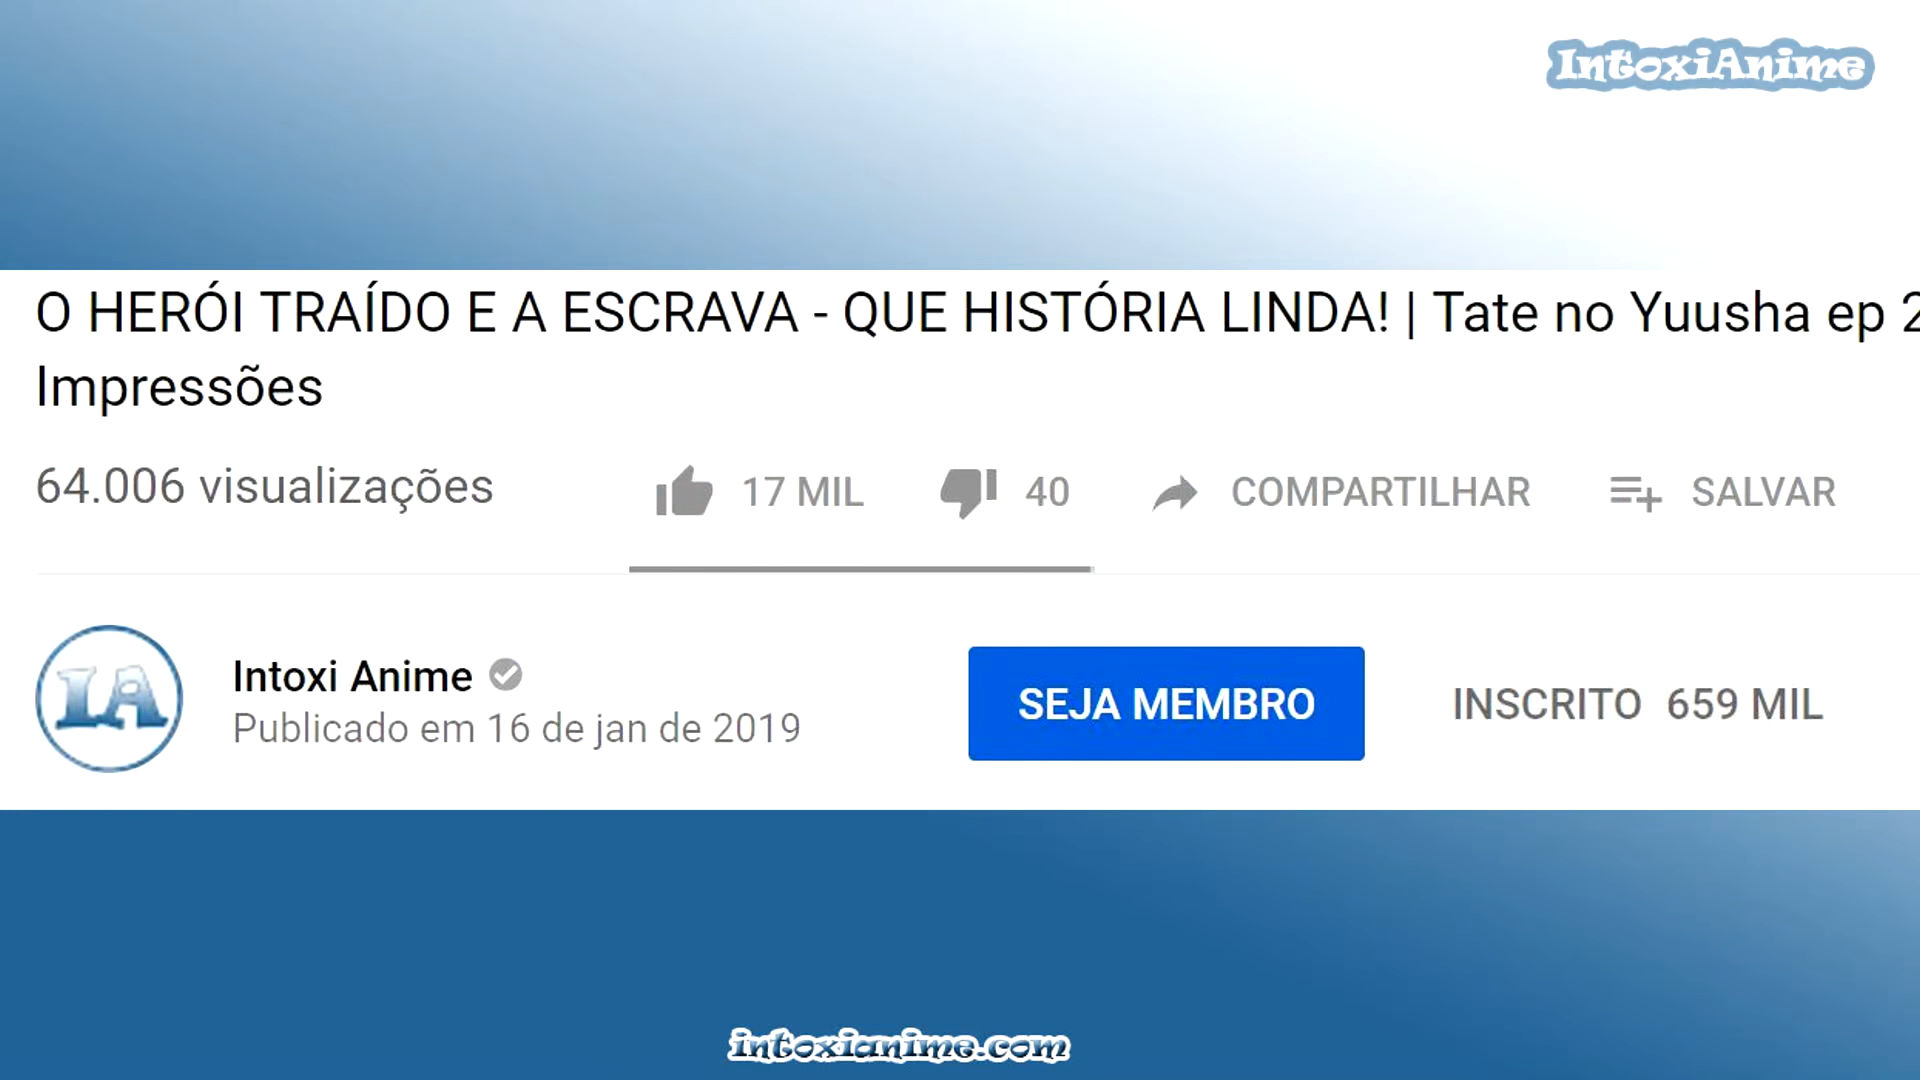 IntoxiAnime
O HERÓI TRAÍDO E A ESCRAVA - QUE HISTÓRIA LINDA! | Tate no Yuusha ep 2
Impressões
64.006 visualizações
17 MIL
40
COMPARTILHAR
SALVAR
IA
Intoxi Anime
Publicado em 16 de jan de 2019
SEJA MEMBRO
INSCRITO 659 MIL
intoxianime.com